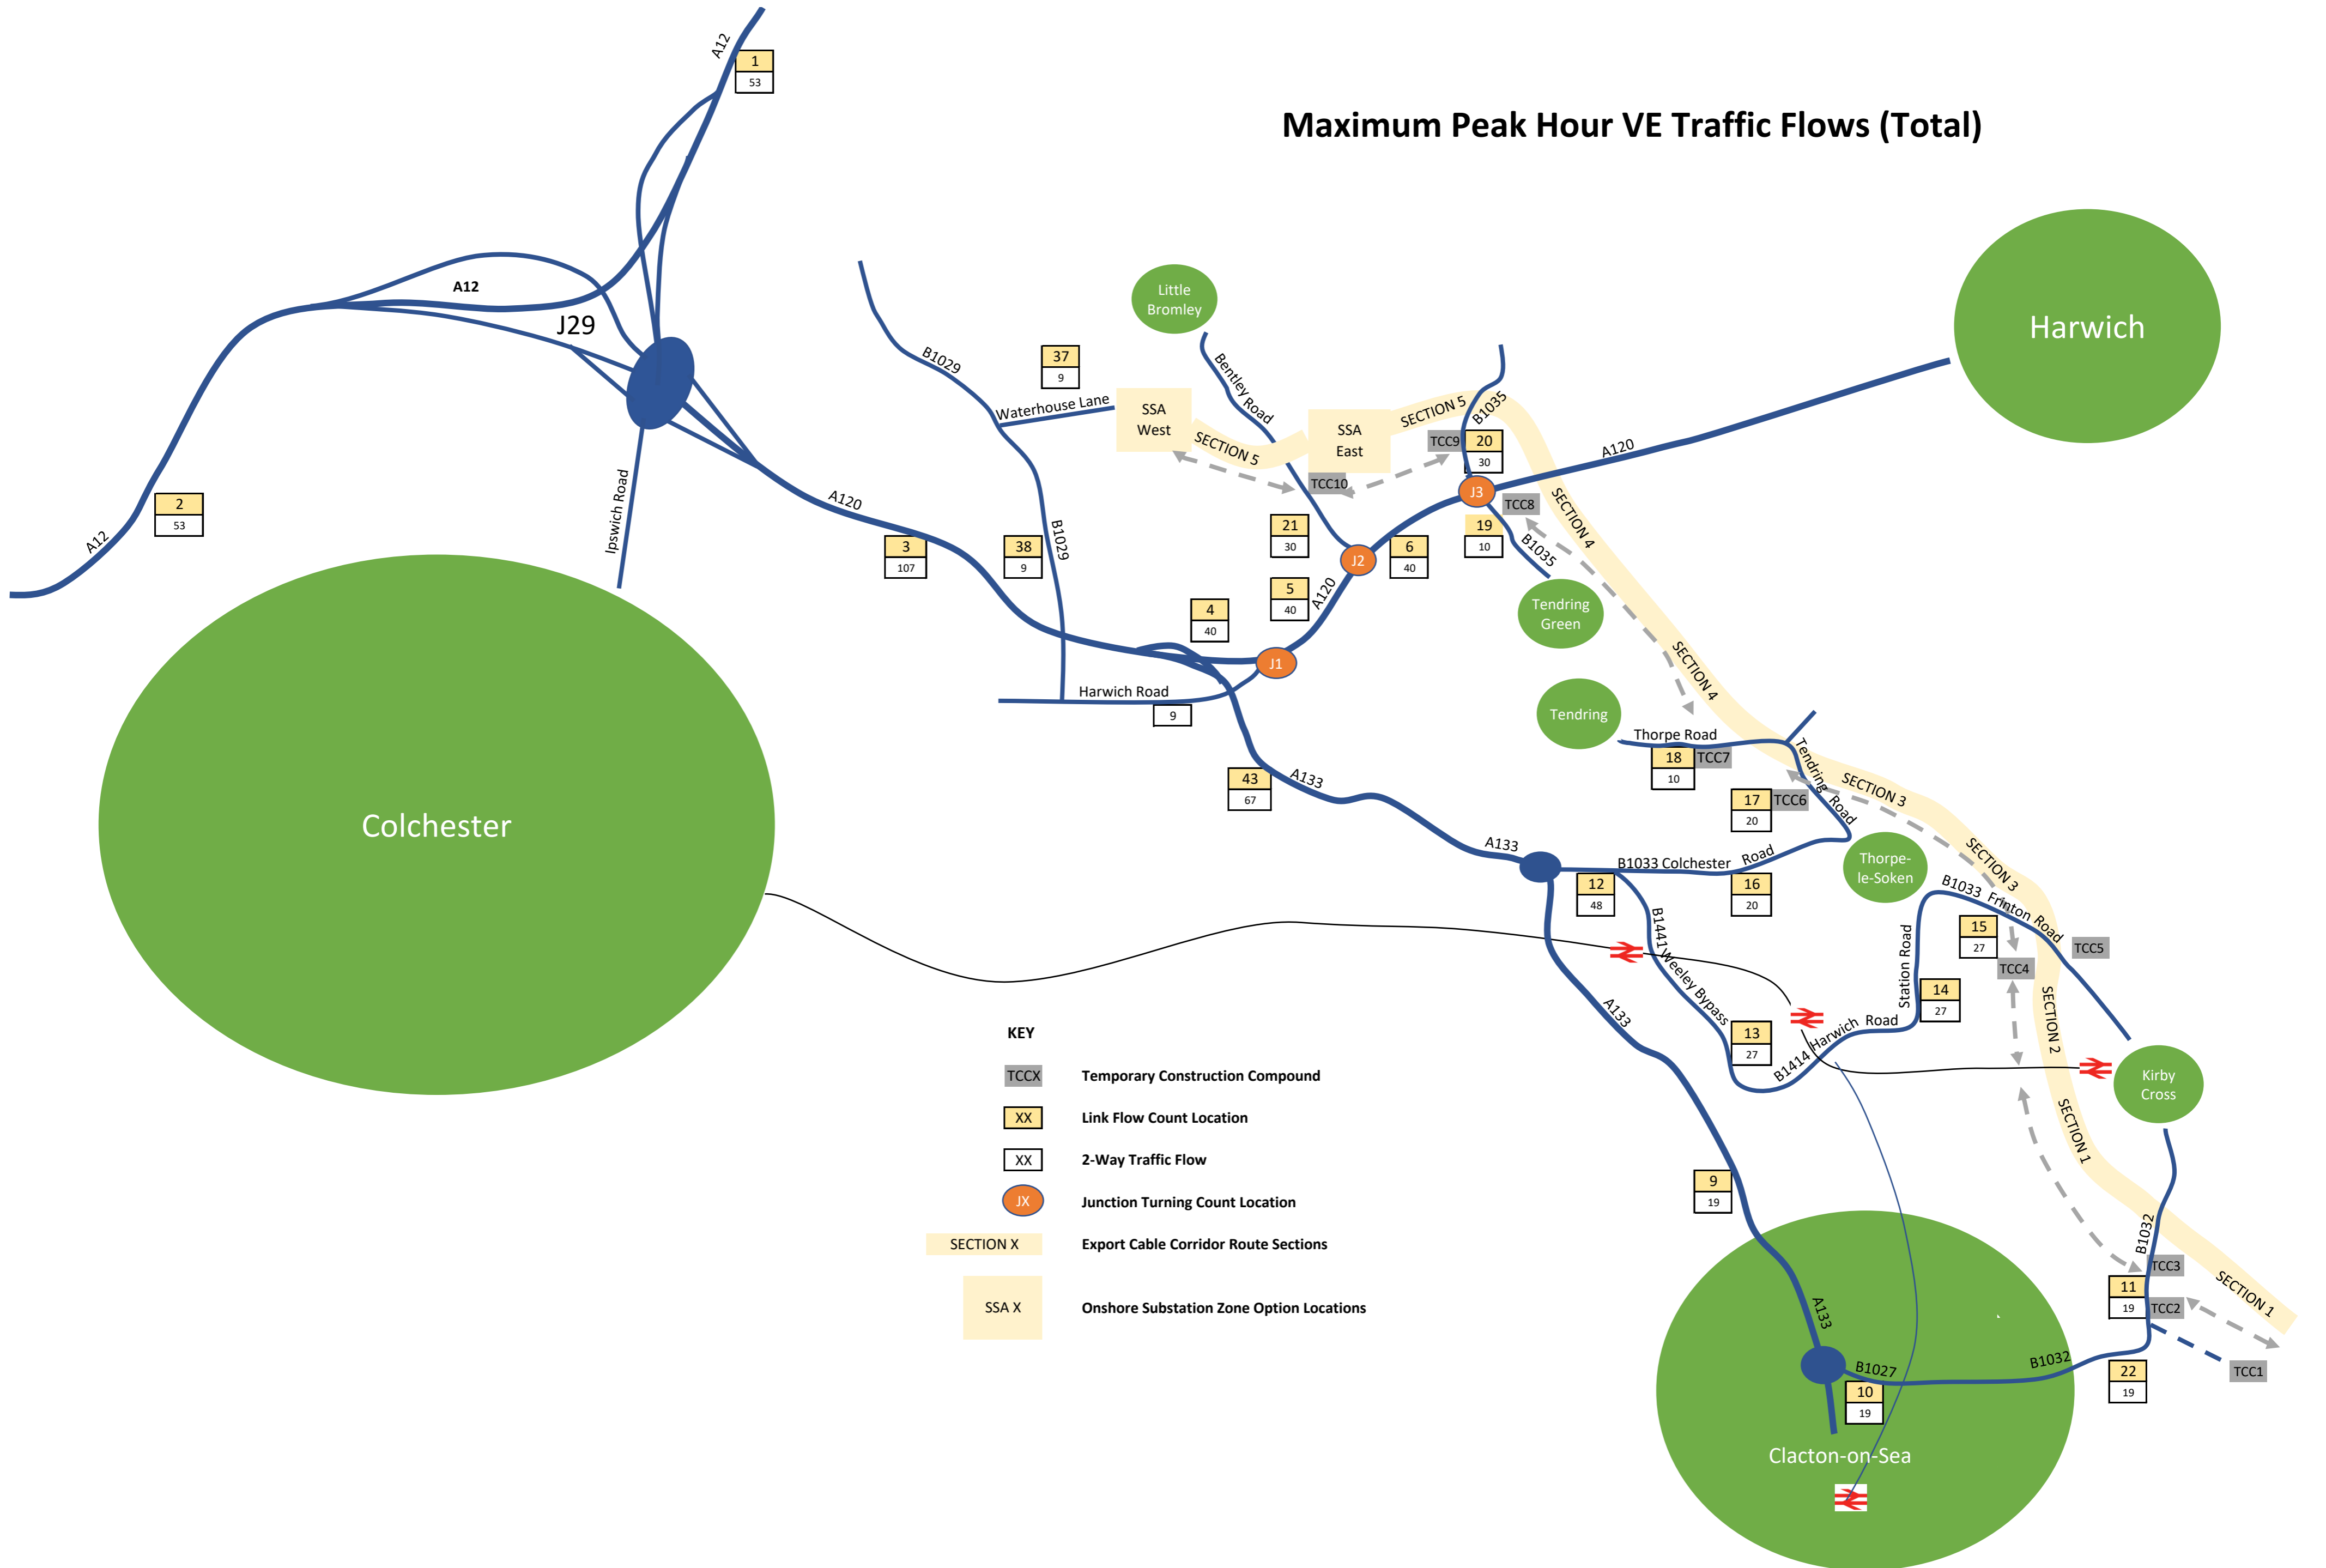 Maximum Peak Hour VE Traffic Flows (Total)
A12
1
53
A12
J29
Harwich
Little
Bromley
B1029
37
9
Waterhouse Lane
SSA
West
Bentley Road
SECTION 5
SSA
East
SECTION 5
B1035
TCC9
20
30
A120
TCC10
J3
TCC8
SECTION 4
2
53
A12
Ipswich Road
A120
3
107
38
9
B1029
21
30
J2
6
40
19
10
B1035
5
40
A120
4
40
Tendring
Green
J1
SECTION 4
Harwich Road
9
Tendring
Thorpe Road
18
10
TCC7
Tendring Road
43
67
A133
17
20
TCC6
SECTION 3
Colchester
A133
B1033 Colchester Road
12
48
16
20
Thorpe-
le-Soken
SECTION 3
B1033 Frinton Road
B1441 Weeley Bypass
15
27
TCC5
Station Road
TCC4
14
27
A133
13
27
B1414 Harwich Road
SECTION 2
Kirby
Cross
SECTION 1
KEY
TCCX
Temporary Construction Compound
XX
Link Flow Count Location
XX
2-Way Traffic Flow
JX
Junction Turning Count Location
SECTION X
Export Cable Corridor Route Sections
SSA X
Onshore Substation Zone Option Locations
9
19
B1032
TCC3
11
19
TCC2
SECTION 1
A133
B1027
B1032
22
19
TCC1
10
19
Clacton-on-Sea